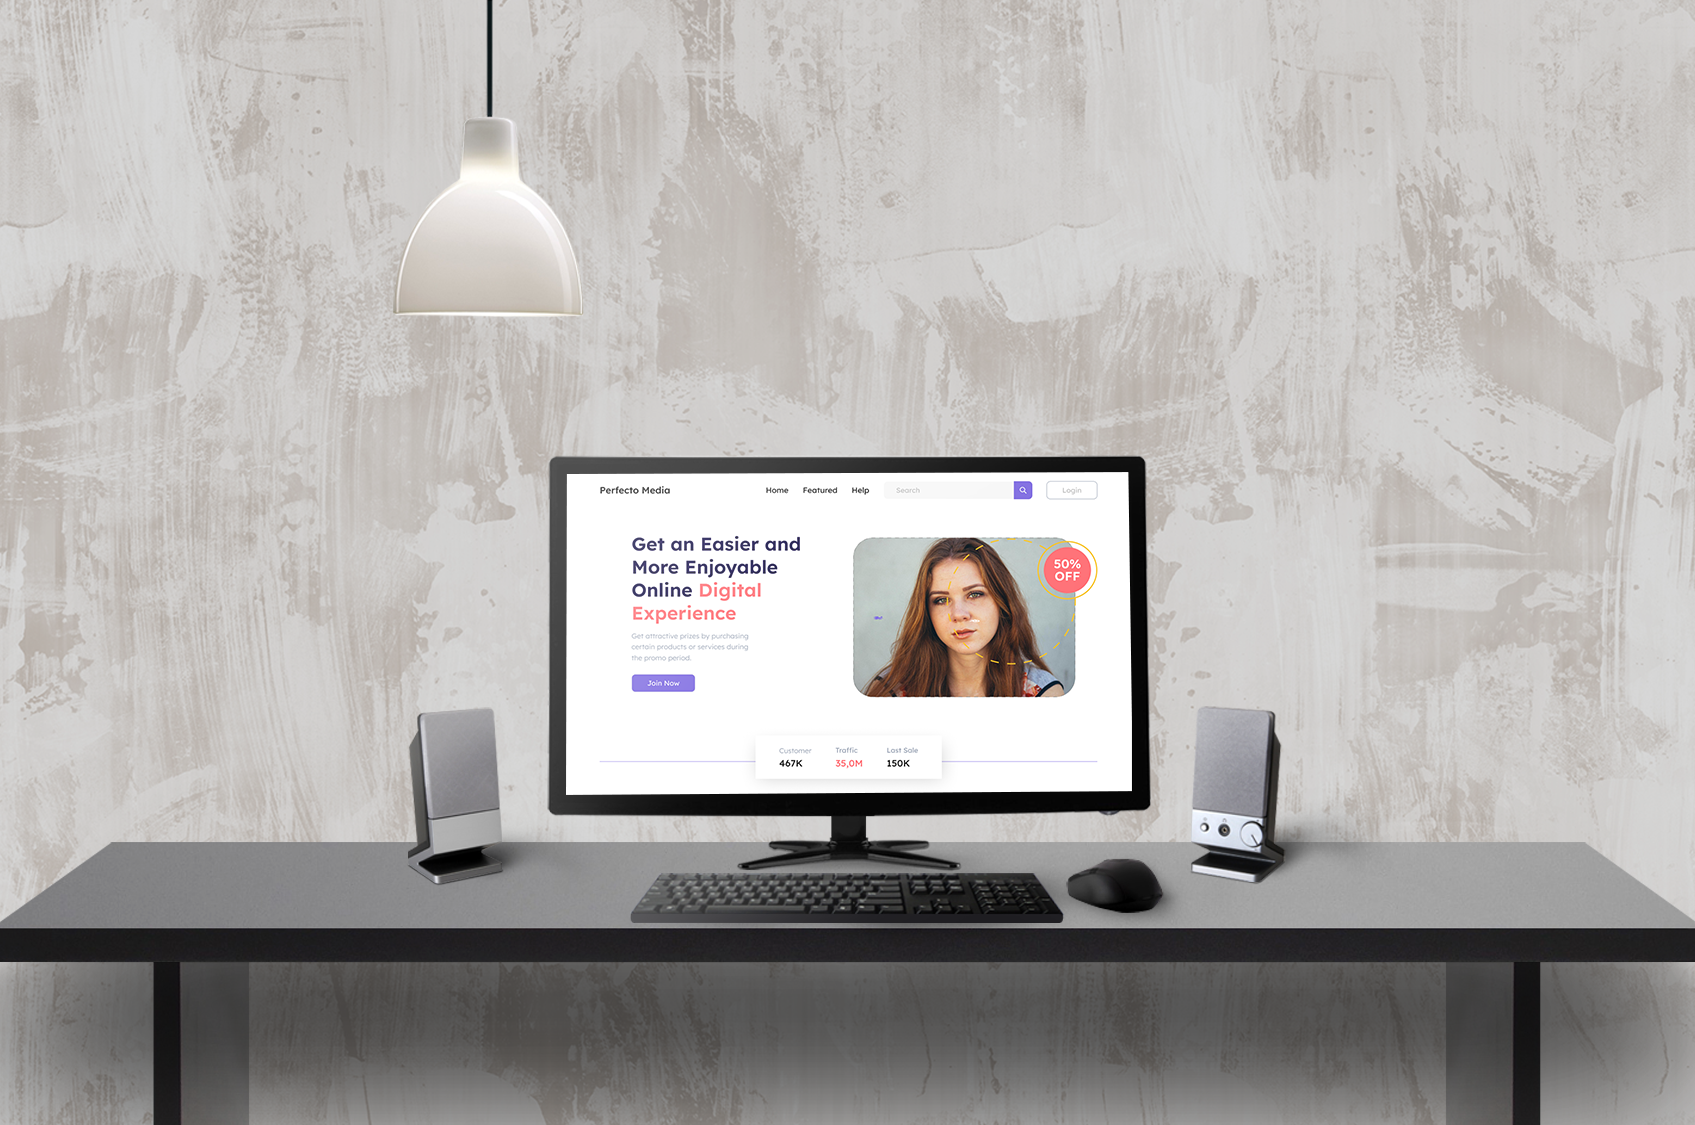 Perfecto Media
Home Featured Help Search Login
Get an Easier and
More Enjoyable
Online Digital
Experience
Get attractive prizes by purchasing
certain products or services during
the promo period.
Join Now
50%
OFF
Customer Traffic Last Sale
467K 35,0M 150K